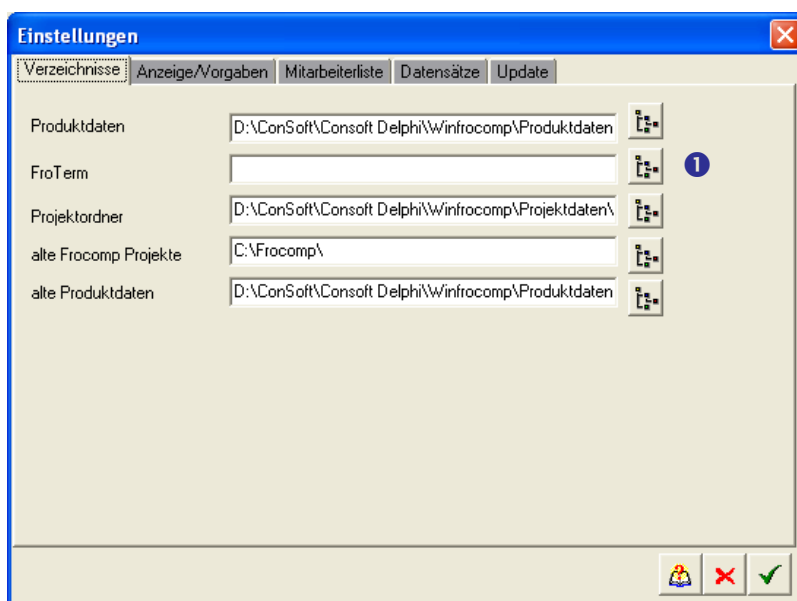 Einstellungen
Verzeichnisse Anzeige/Vorgaben Mitarbeiterliste Datensätze Update
Produktdaten D:\ConSoft\Consoft Delphi\Winfrocomp\Produktdaten
FroTerm 1
Projektordner D:\ConSoft\Consoft Delphi\Winfrocomp\Projektdaten\
alte Frocomp Projekte C:\Frocomp\
alte Produktdaten D:\ConSoft\Consoft Delphi\Winfrocomp\Produktdaten